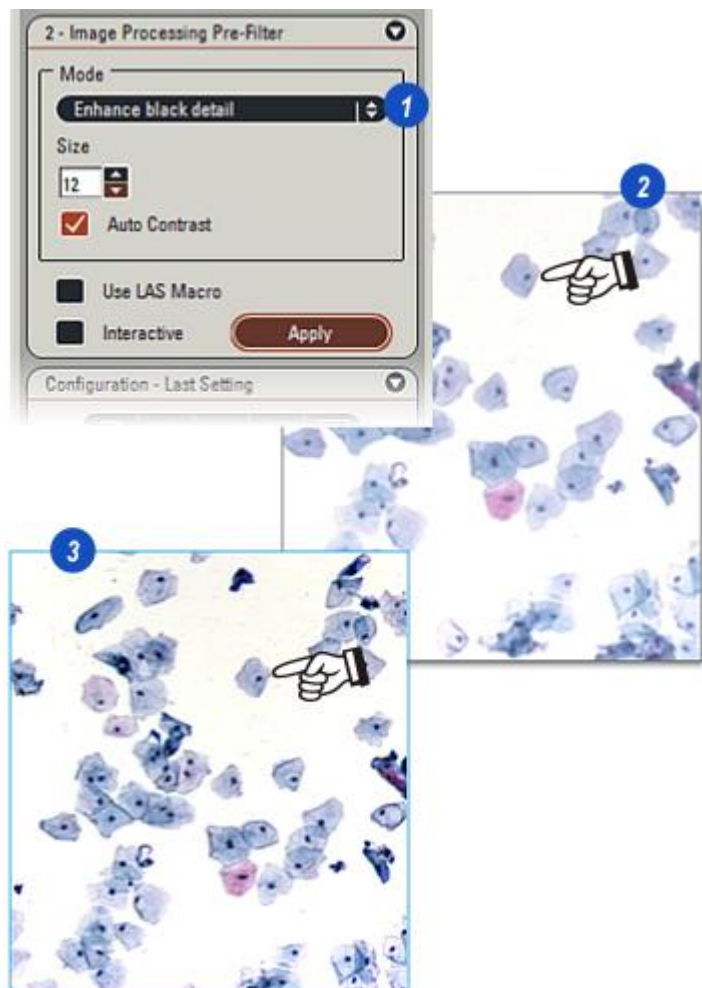 2 - Image Processing Pre-Filter
Mode
Enhance black detail
1
Size
12
Auto Contrast
Use LAS Macro
Interactive
Apply
Configuration - Last Setting
2
3